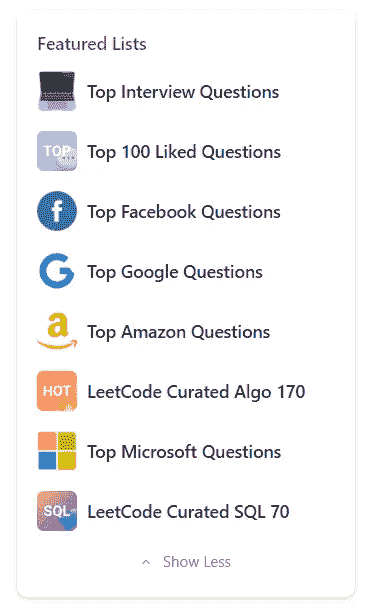 Featured Lists
Top Interview Questions
TOP
Top 100 Liked Questions
f
Top Facebook Questions
G
Top Google Questions
a
Top Amazon Questions
HOT
LeetCode Curated Algo 170
Top Microsoft Questions
SQL
LeetCode Curated SQL 70
Show Less